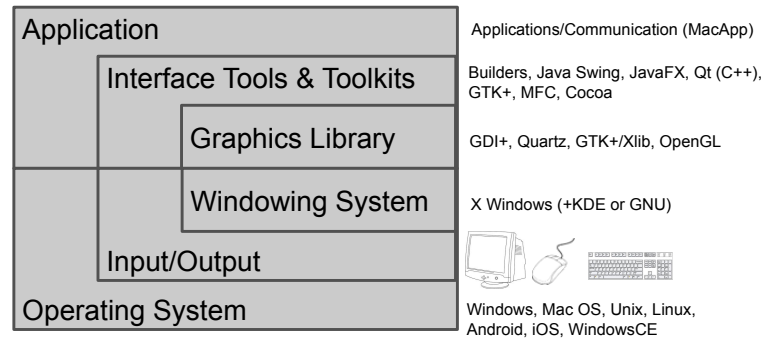 Application
Applications/Communication (MacApp)
Interface Tools & Toolkits
Builders, Java Swing, JavaFX, Qt (C++),
GTK+, MFC, Cocoa
Graphics Library
GDI+, Quartz, GTK+/Xlib, OpenGL
Windowing System
X Windows (+KDE or GNU)
Input/Output
Operating System
Windows, Mac OS, Unix, Linux,
Android, iOS, WindowsCE